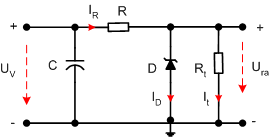 +
I_R
R
+
U_V
C
D
R_t
U_ra
I_D
I_t
-
-